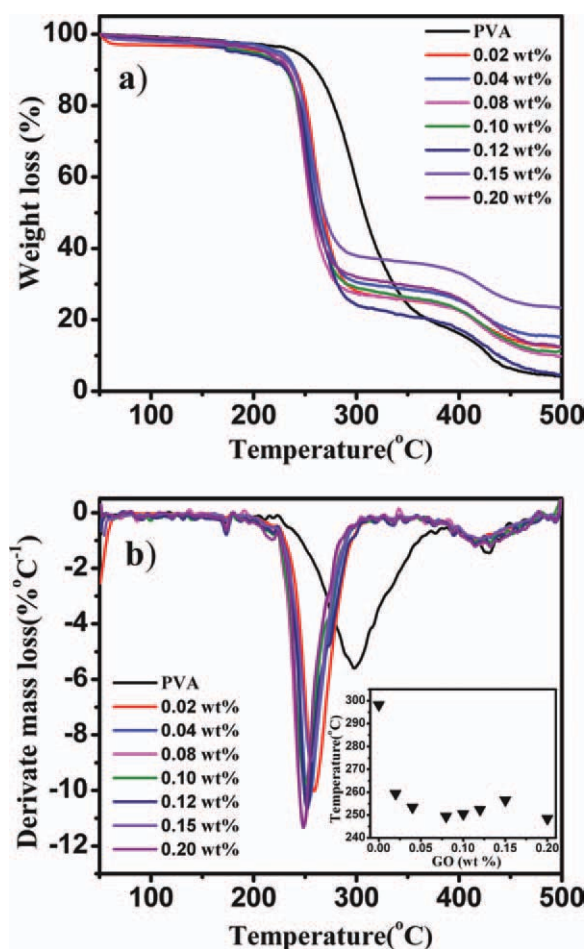 a)
100
80
60
40
20
0
Weight loss (%)
100
200
300
400
500
Temperature(°C)
PVA
0.02 wt%
0.04 wt%
0.08 wt%
0.10 wt%
0.12 wt%
0.15 wt%
0.20 wt%
b)
0
-2
-4
-6
-8
-10
-12
Derivate mass loss(%°C-1)
PVA
0.02 wt%
0.04 wt%
0.08 wt%
0.10 wt%
0.12 wt%
0.15 wt%
0.20 wt%
300
290
280
270
260
250
240
Temperature(°C)
0.00 0.05 0.10 0.15 0.20
GO (wt %)
100
200
300
400
500
Temperature(°C)